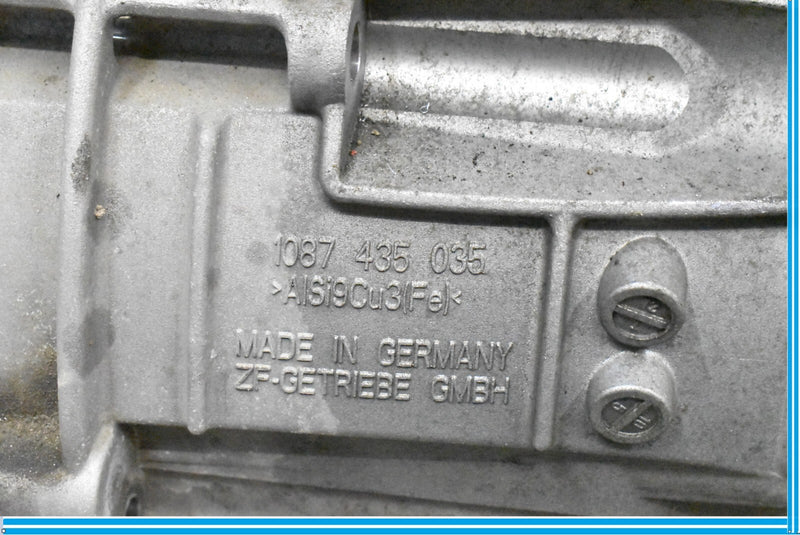 1087 435 035
>AlSi9Cu3(Fe)<
MADE IN GERMANY
ZF-GETRIEBE GMBH